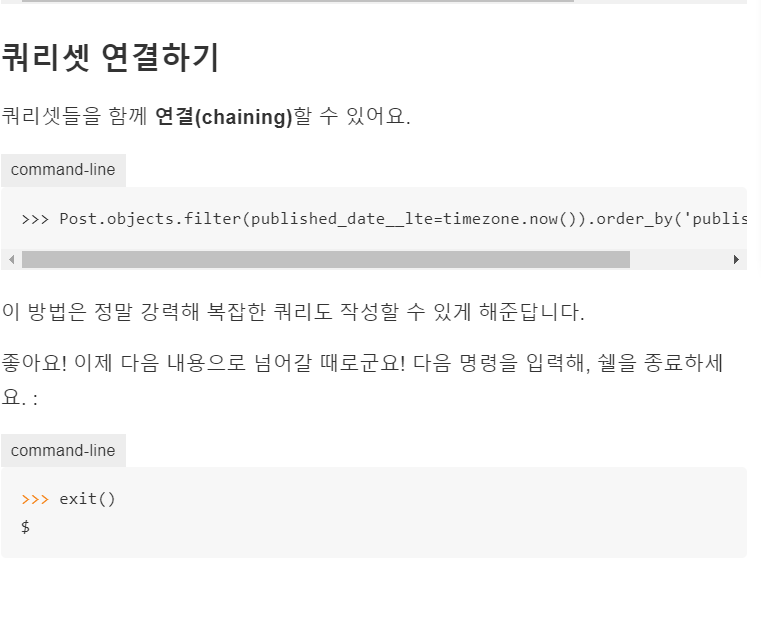 쿼리셋 연결하기
쿼리셋들을 함께 연결(chaining)할 수 있어요.
command-line
>>> Post.objects.filter(published_date__lte=timezone.now()).order_by('publis
이 방법은 정말 강력해 복잡한 쿼리도 작성할 수 있게 해준답니다.
좋아요! 이제 다음 내용으로 넘어갈 때로군요! 다음 명령을 입력해, 쉘을 종료하세
요. :
command-line
>>> exit()
$